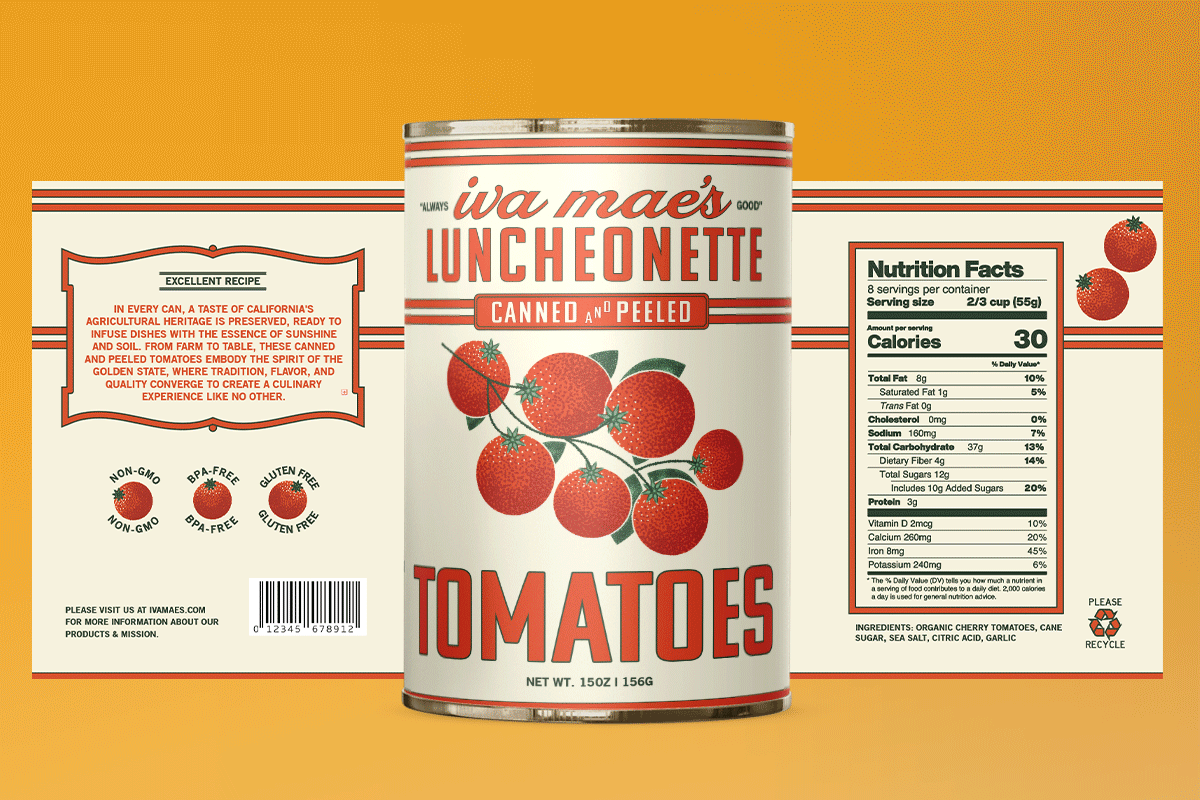 EXCELLENT RECIPE
IN EVERY CAN, A TASTE OF CALIFORNIA'S
AGRICULTURAL HERITAGE IS PRESERVED, READY TO
INFUSE DISHES WITH THE ESSENCE OF SUNSHINE
AND SOIL. FROM FARM TO TABLE, THESE CANNED
AND PEELED TOMATOES EMBODY THE SPIRIT OF THE
GOLDEN STATE, WHERE TRADITION, FLAVOR, AND
QUALITY CONVERGE TO CREATE A CULINARY
EXPERIENCE LIKE NO OTHER.
NON-GMO
NON-GMO
BPA-FREE
BPA-FREE
GLUTEN FREE
GLUTEN FREE
PLEASE VISIT US AT IVAMAES.COM
FOR MORE INFORMATION ABOUT OUR
PRODUCTS & MISSION.
0 12345 678912
"ALWAYS iva mae's GOOD"
LUNCHEONETTE
CANNED AND PEELED
TOMATOES
NET WT. 15OZ | 156G
Nutrition Facts
8 servings per container
Serving size 2/3 cup (55g)
Amount per serving
Calories 30
% Daily Value*
Total Fat 8g 10%
Saturated Fat 1g 5%
Trans Fat 0g
Cholesterol 0mg 0%
Sodium 160mg 7%
Total Carbohydrate 37g 13%
Dietary Fiber 4g 14%
Total Sugars 12g
Includes 10g Added Sugars 20%
Protein 3g
Vitamin D 2mcg 10%
Calcium 260mg 20%
Iron 8mg 45%
Potassium 240mg 6%
* The % Daily Value (DV) tells you how much a nutrient in
a serving of food contributes to a daily diet. 2,000 calories
a day is used for general nutrition advice.
INGREDIENTS: ORGANIC CHERRY TOMATOES, CANE
SUGAR, SEA SALT, CITRIC ACID, GARLIC
PLEASE
RECYCLE